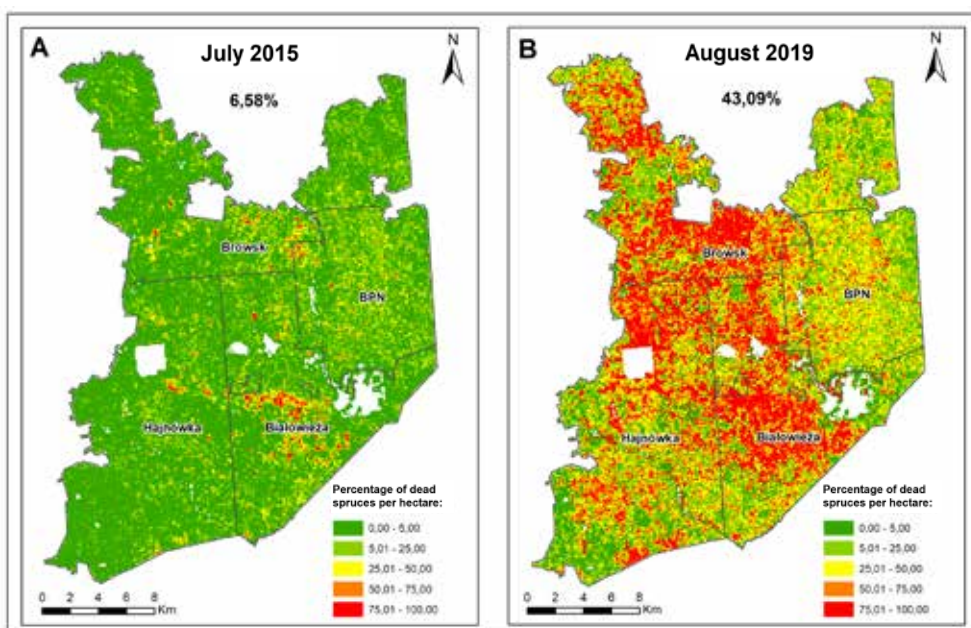 A
July 2015
N
6,58%
Browsk
BPN
Hajnówka
Białowieża
Percentage of dead
spruces per hectare:
0,00 - 5,00
5,01 - 25,00
25,01 - 50,00
50,01 - 75,00
75,01 - 100,00
0 2 4 6 8
Km
B
August 2019
N
43,09%
Browsk
BPN
Hajnówka
Białowieża
Percentage of dead
spruces per hectare:
0,00 - 5,00
5,01 - 25,00
25,01 - 50,00
50,01 - 75,00
75,01 - 100,00
0 2 4 6 8
Km